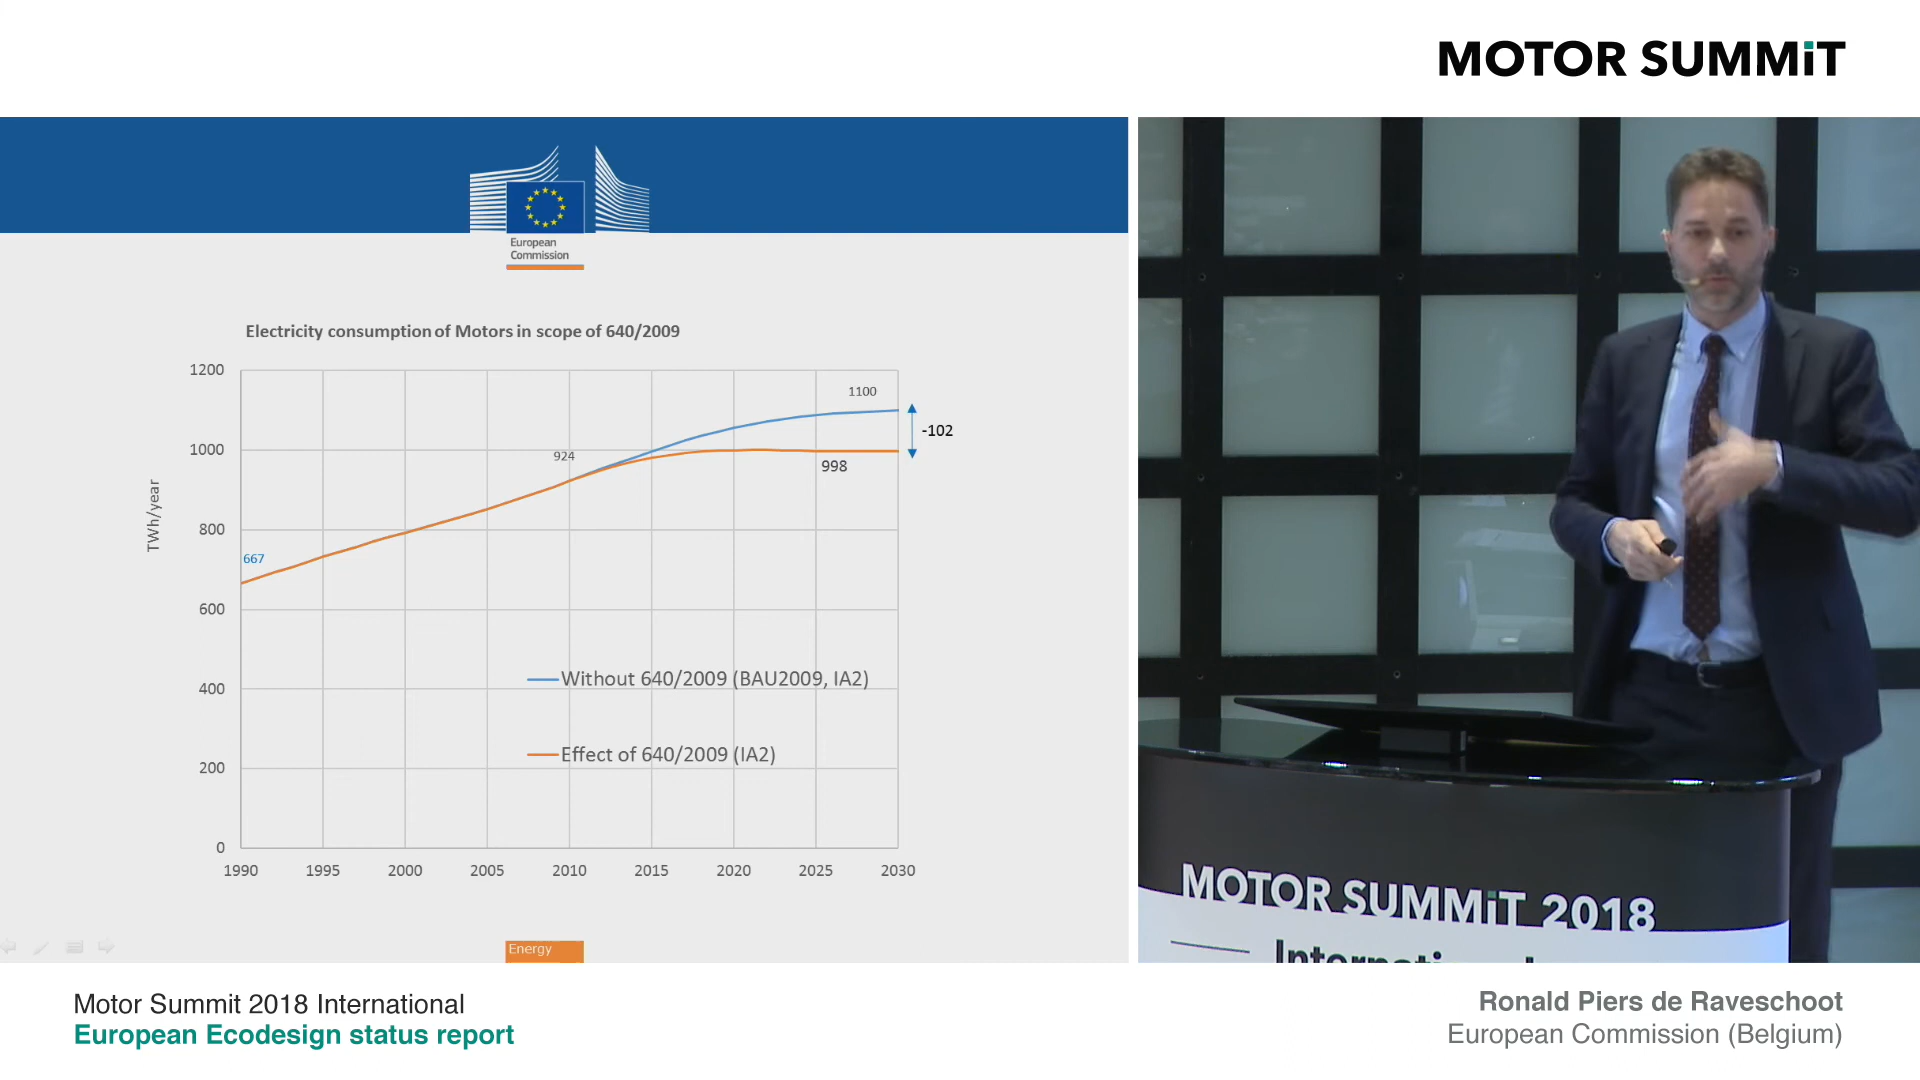 MOTOR SUMMiT
European
Commission
Electricity consumption of Motors in scope of 640/2009
1200
1000
800
600
400
200
0
TWh/year
667
924
1100
-102
998
Without 640/2009 (BAU2009, IA2)
Effect of 640/2009 (IA2)
1990 1995 2000 2005 2010 2015 2020 2025 2030
Energy
MOTOR SUMMiT 2018
Motor Summit 2018 International
European Ecodesign status report
Ronald Piers de Raveschoot
European Commission (Belgium)